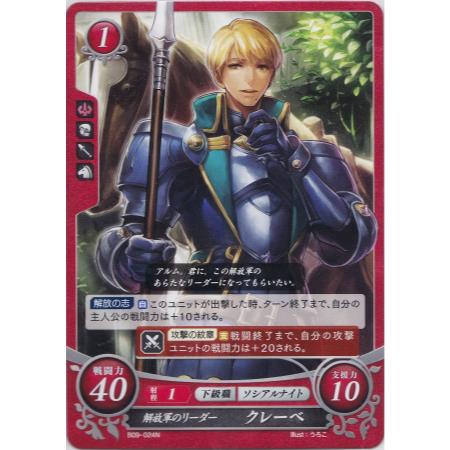 1
アルム。君に、この解放軍の
あらたなリーダーになってもらいたい。
解放の志 自 このユニットが出撃した時、ターン終了まで、自分の
主人公の戦闘力は+10される。
攻撃の紋章 支 戦闘終了まで、自分の攻撃
ユニットの戦闘力は+20される。
戦闘力
40
射程 1 下級職 ソシアルナイト
支援力
10
解放軍のリーダー クレーベ
B09-024N
Illust:うろこ